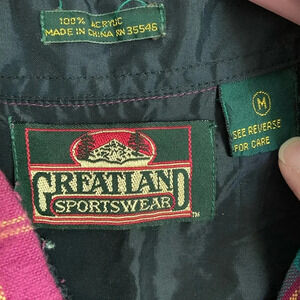 100% ACRYLIC
MADE IN CHINA RN 35546
M
SEE REVERSE
FOR CARE
GREATLAND
SPORTSWEAR
TM